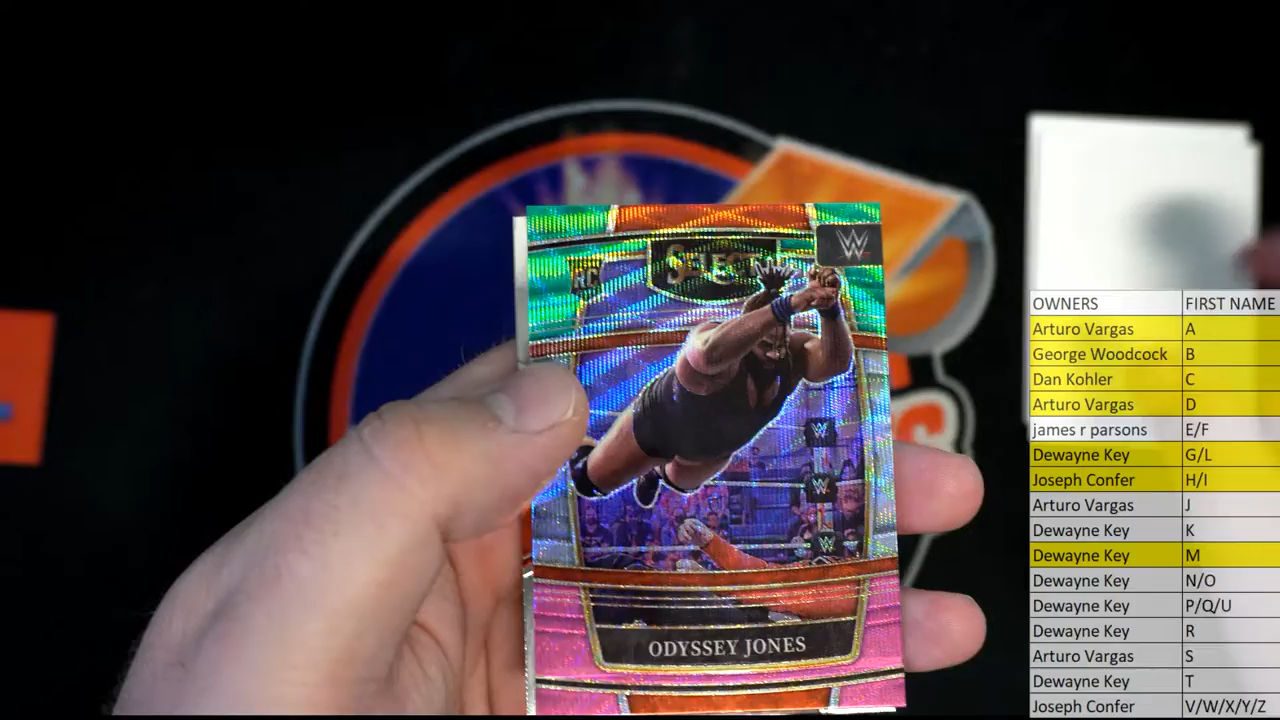 SELECT
RC
W
ODYSSEY JONES
OWNERS FIRST NAME
Arturo Vargas A
George Woodcock B
Dan Kohler C
Arturo Vargas D
james r parsons E/F
Dewayne Key G/L
Joseph Confer H/I
Arturo Vargas J
Dewayne Key K
Dewayne Key M
Dewayne Key N/O
Dewayne Key P/Q/U
Dewayne Key R
Arturo Vargas S
Dewayne Key T
Joseph Confer V/W/X/Y/Z